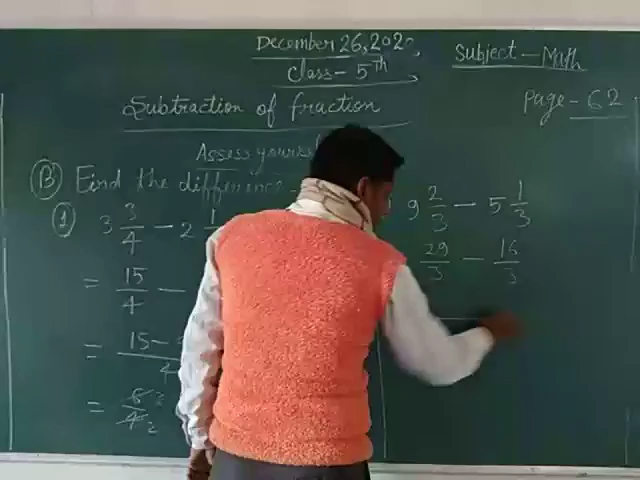 December 26, 2020. Subject - Math
Class - 5th
Subtraction of fraction Page - 62
Assess
(B) Find the difference -
(1) 3 3/4 - 2 1
9 2/3 - 5 1/3
= 15/4 -
29/3 - 16/3
= 15 -
4
= 6/4 3/2